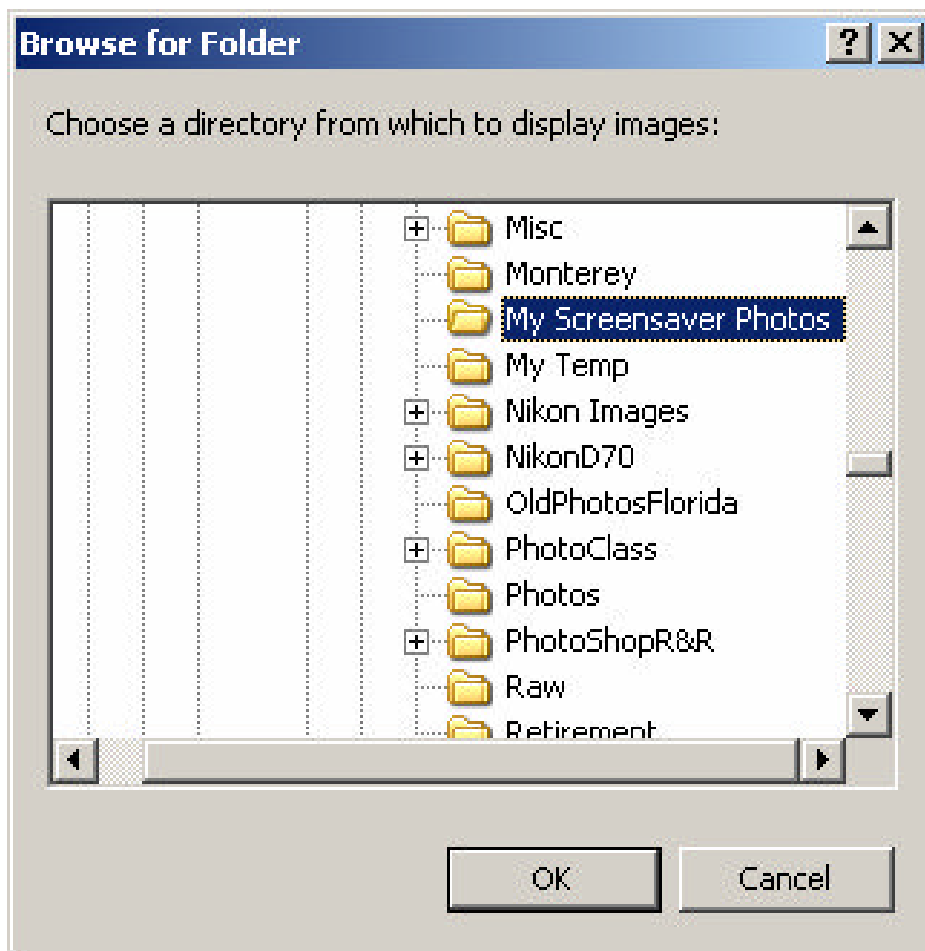 Browse for Folder
Choose a directory from which to display images:
Misc
Monterey
My Screensaver Photos
My Temp
Nikon Images
NikonD70
OldPhotosFlorida
PhotoClass
Photos
PhotoShopR&R
Raw
Retirement
OK Cancel